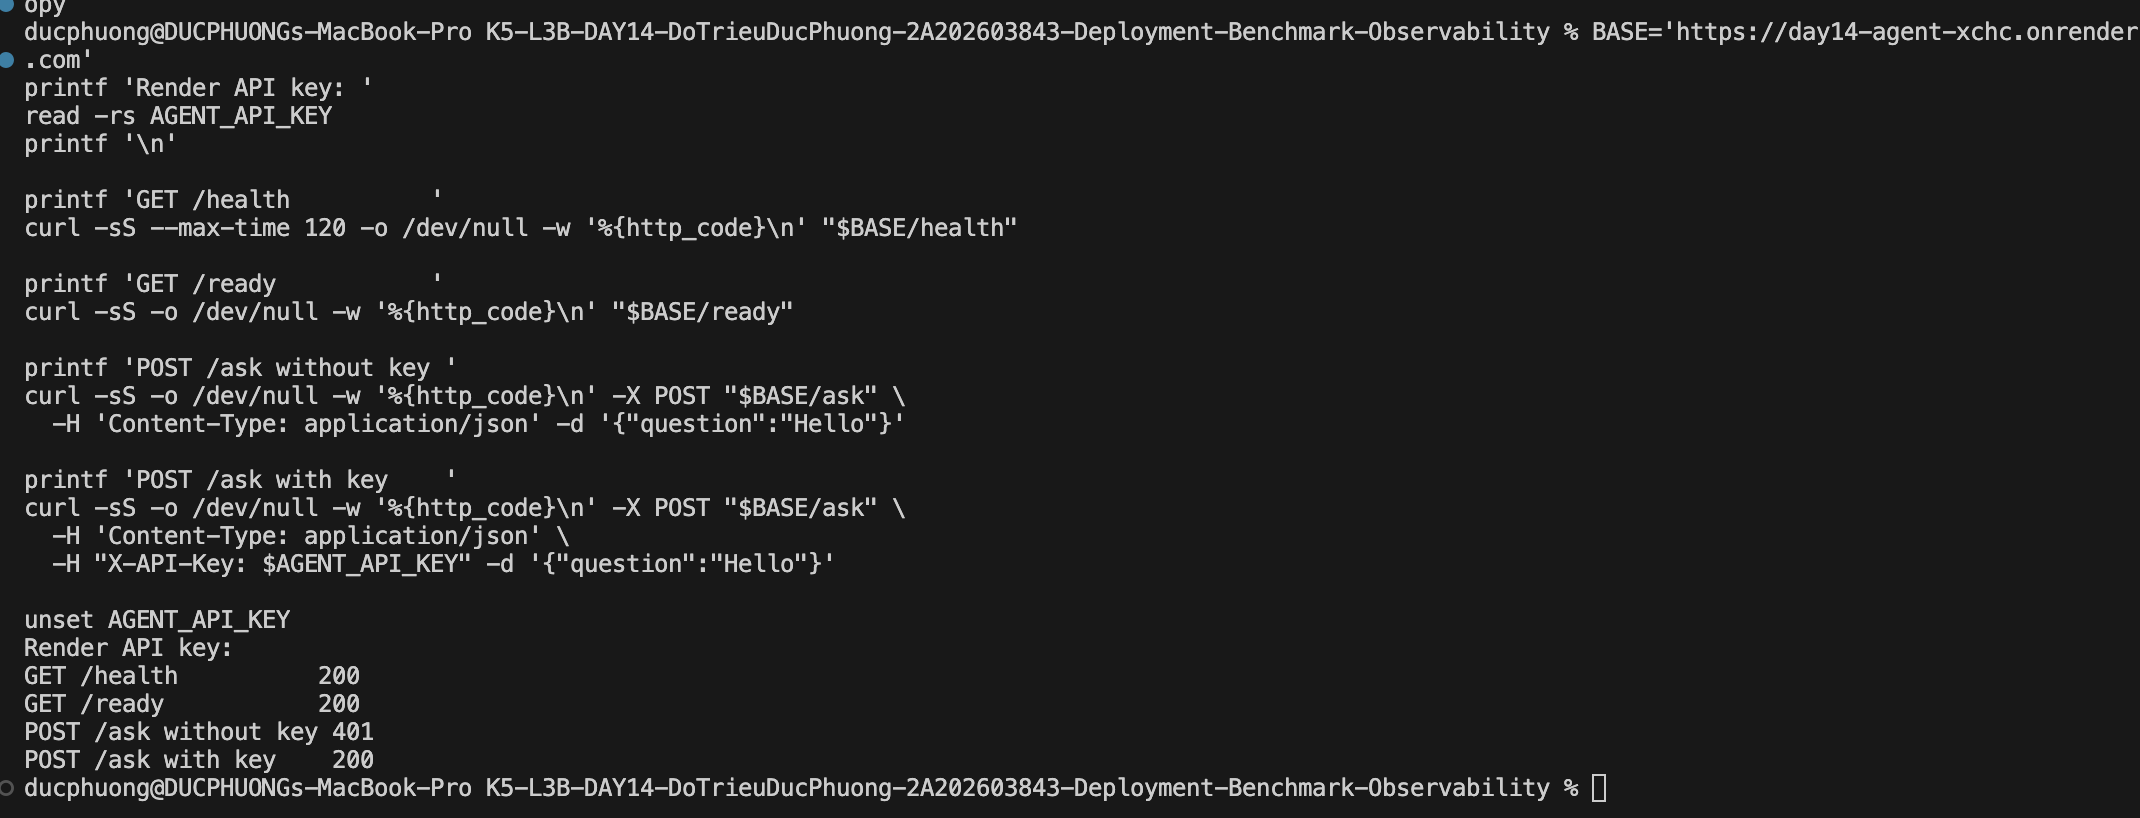 opy
ducphuong@DUCPHUONGs-MacBook-Pro K5-L3B-DAY14-DoTrieuDucPhuong-2A202603843-Deployment-Benchmark-Observability % BASE='https://day14-agent-xchc.onrender
.com'
printf 'Render API key: '
read -rs AGENT_API_KEY
printf '\n'

printf 'GET /health          '
curl -sS --max-time 120 -o /dev/null -w '%{http_code}\n' "$BASE/health"

printf 'GET /ready           '
curl -sS -o /dev/null -w '%{http_code}\n' "$BASE/ready"

printf 'POST /ask without key '
curl -sS -o /dev/null -w '%{http_code}\n' -X POST "$BASE/ask" \
  -H 'Content-Type: application/json' -d '{"question":"Hello"}'

printf 'POST /ask with key    '
curl -sS -o /dev/null -w '%{http_code}\n' -X POST "$BASE/ask" \
  -H 'Content-Type: application/json' \
  -H "X-API-Key: $AGENT_API_KEY" -d '{"question":"Hello"}'

unset AGENT_API_KEY
Render API key:
GET /health          200
GET /ready           200
POST /ask without key 401
POST /ask with key    200
ducphuong@DUCPHUONGs-MacBook-Pro K5-L3B-DAY14-DoTrieuDucPhuong-2A202603843-Deployment-Benchmark-Observability %